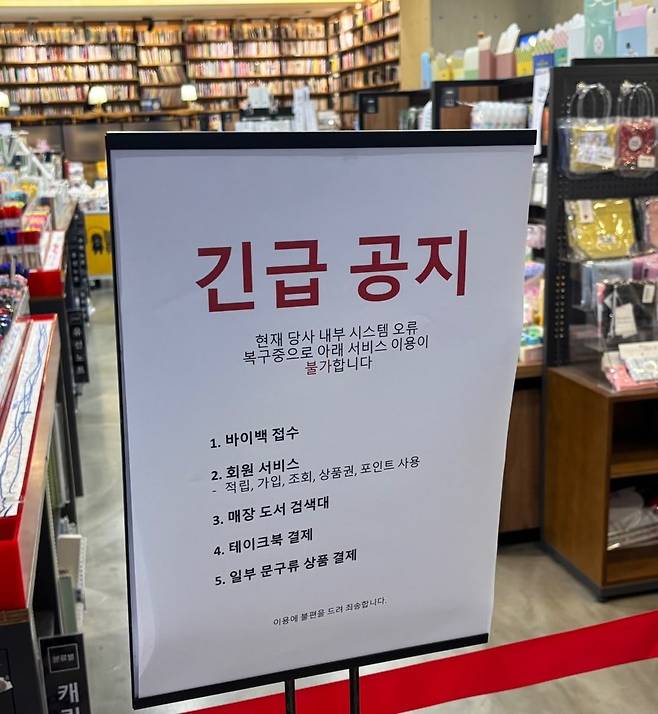 긴급 공지
현재 당사 내부 시스템 오류
복구중으로 아래 서비스 이용이
불가합니다
1. 바이백 접수
2. 회원 서비스
- 적립, 가입, 조회, 상품권, 포인트 사용
3. 매장 도서 검색대
4. 테이크북 결제
5. 일부 문구류 상품 결제
이용에 불편을 드려 죄송합니다.
분류별